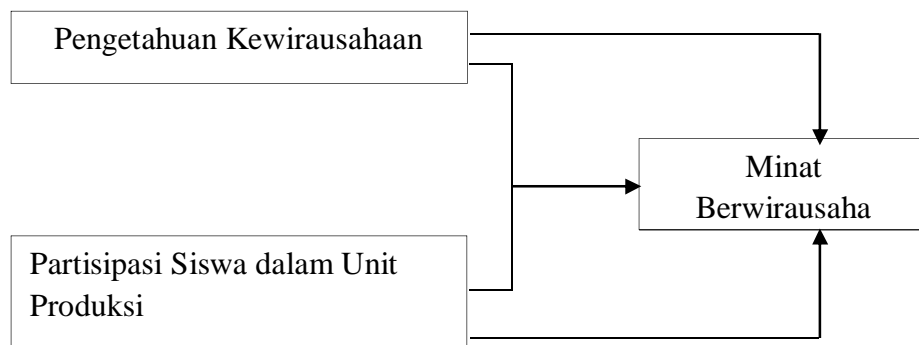 Pengetahuan Kewirausahaan
Minat
Berwirausaha
Partisipasi Siswa dalam Unit
Produksi